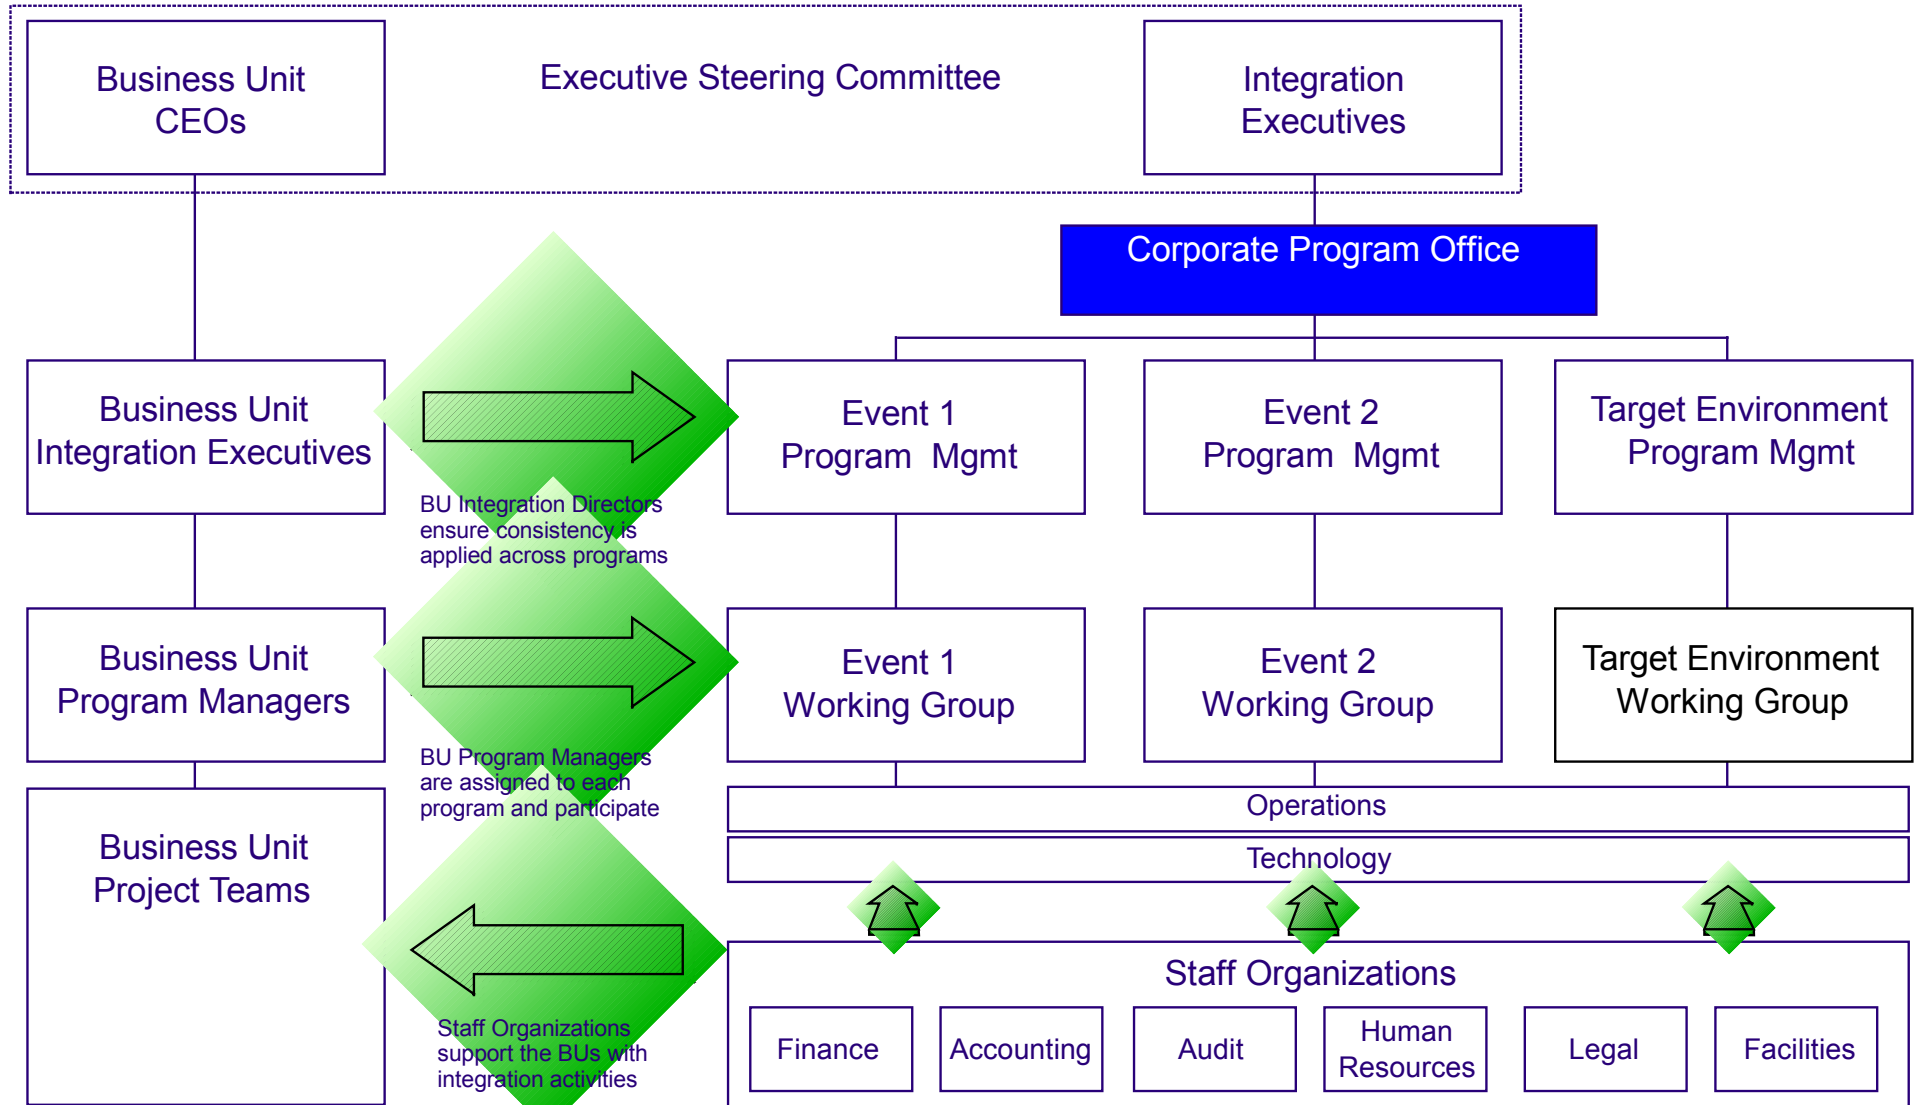 Business Unit
CEOs
Executive Steering Committee
Integration
Executives
Corporate Program Office
Business Unit
Integration Executives
Event 1
Program  Mgmt
Event 2
Program  Mgmt
Target Environment
Program Mgmt
BU Integration Directors
ensure consistency is
applied across programs
Business Unit
Program Managers
Event 1
Working Group
Event 2
Working Group
Target Environment
Working Group
BU Program Managers
are assigned to each
program and participate
Operations
Technology
Business Unit
Project Teams
Staff Organizations
Staff Organizations
support the BUs with
integration activities
Finance
Accounting
Audit
Human
Resources
Legal
Facilities